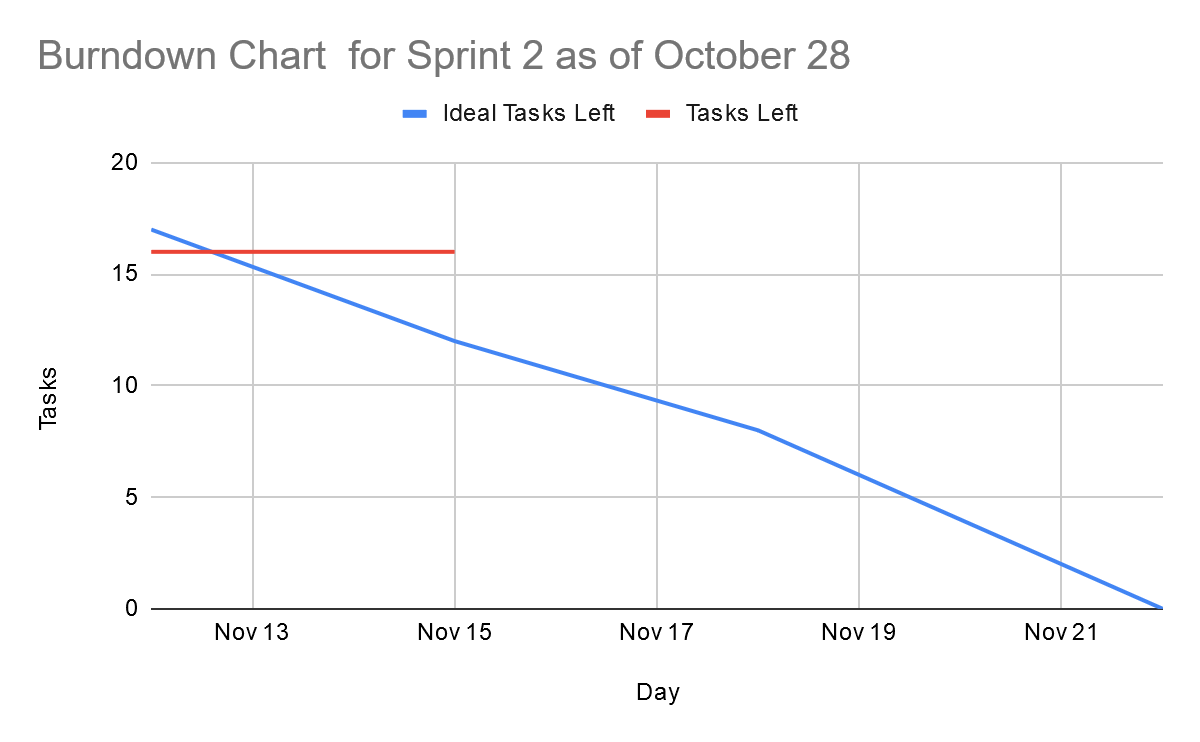 Burndown Chart  for Sprint 2 as of October 28
Ideal Tasks Left
Tasks Left
20
15
10
5
0
Tasks
Nov 13
Nov 15
Nov 17
Nov 19
Nov 21
Day